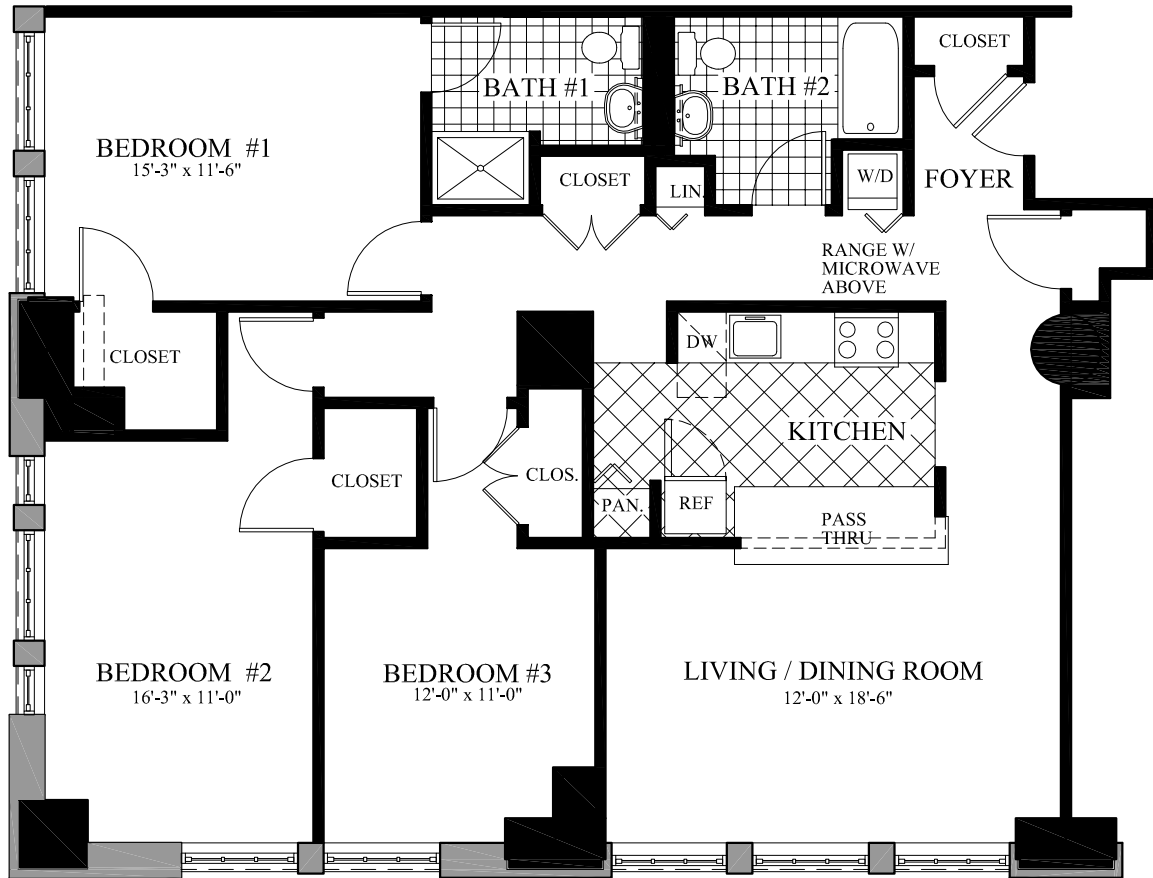 CLOSET
BATH #1
BATH #2
BEDROOM #1
15'-3" x 11'-6"
CLOSET
LIN.
W/D
FOYER
RANGE W/
MICROWAVE
ABOVE
CLOSET
DW
KITCHEN
CLOSET
CLOS.
PAN.
REF
PASS
THRU
BEDROOM #2
16'-3" x 11'-0"
BEDROOM #3
12'-0" x 11'-0"
LIVING / DINING ROOM
12'-0" x 18'-6"